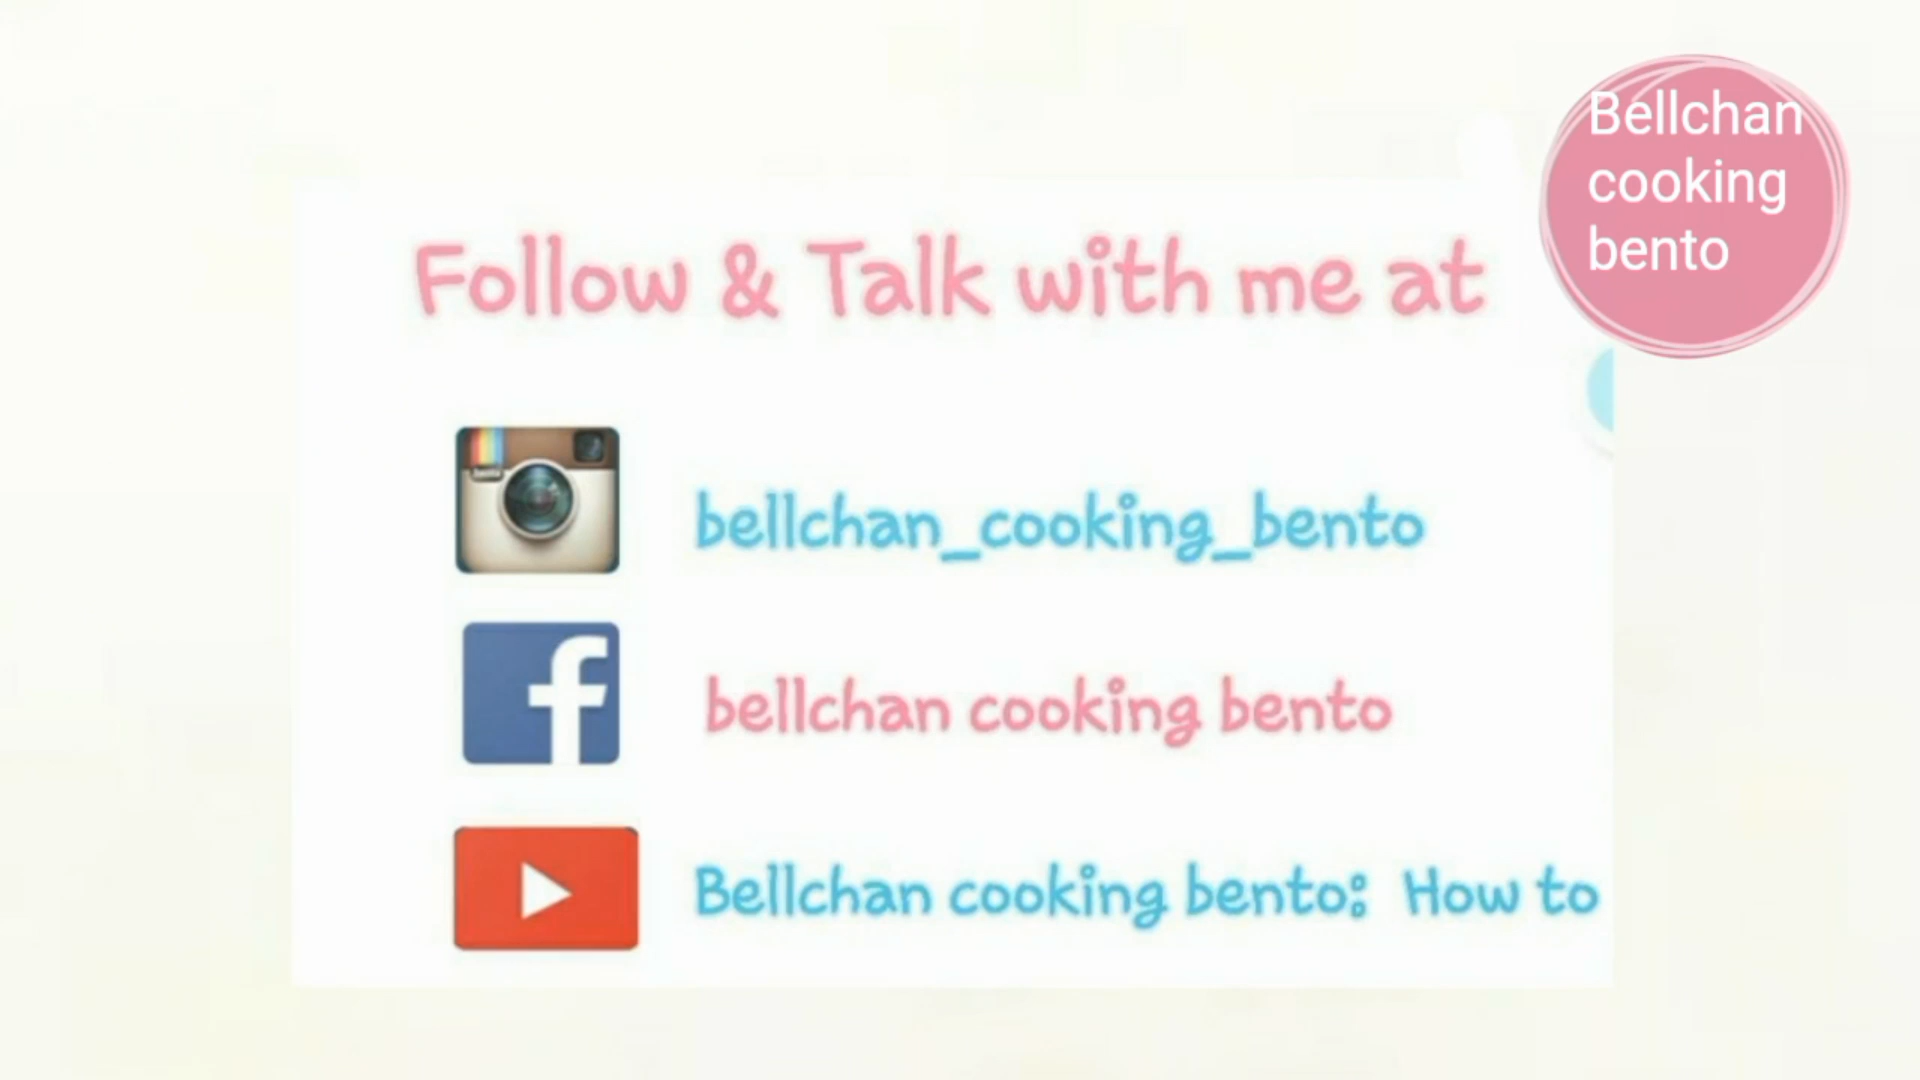 Bellchan
cooking
bento
Follow & Talk with me at
bellchan_cooking_bento
bellchan cooking bento
Bellchan cooking bento: How to